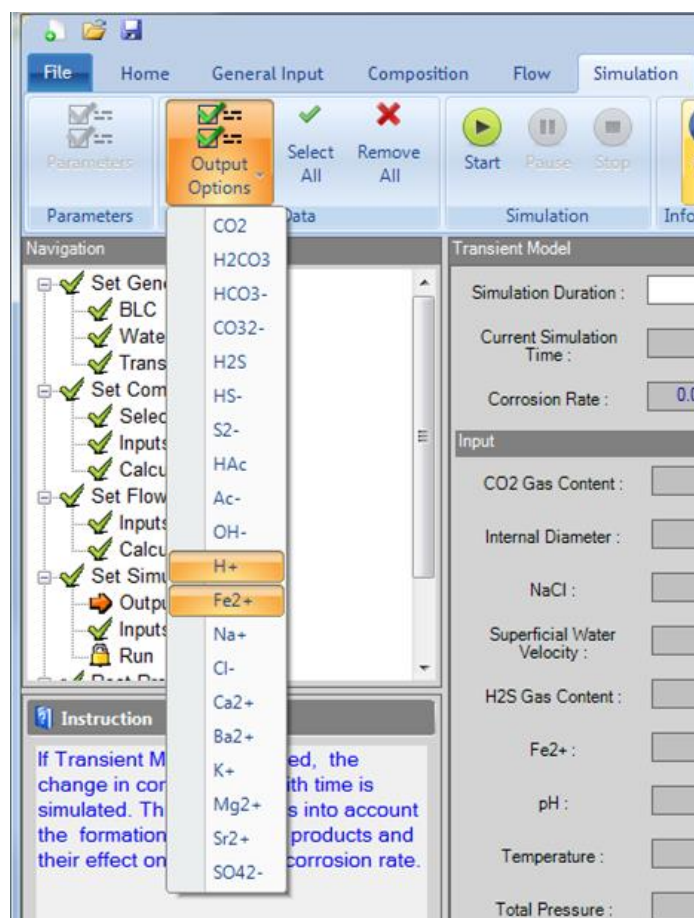 File Home General Input Composition Flow Simulation
Parameters
Output
Options
Select
All
Remove
All
Start Pause Stop
Parameters Data Simulation Info
CO2
H2CO3
HCO3-
CO32-
H2S
HS-
S2-
HAc
Ac-
OH-
H+
Fe2+
Na+
Cl-
Ca2+
Ba2+
K+
Mg2+
Sr2+
SO42-
Navigation
Set Gen
BLC
Wate
Trans
Set Com
Selec
Inputs
Calcu
Set Flow
Inputs
Calcu
Set Simu
Outpu
Inputs
Run
Instruction
If Transient M ed, the
change in cor ith time is
simulated. Th s into account
the formation products and
their effect on corrosion rate.
Transient Model
Simulation Duration :
Current Simulation
Time :
Corrosion Rate : 0.0
Input
CO2 Gas Content :
Internal Diameter :
NaCl :
Superficial Water
Velocity :
H2S Gas Content :
Fe2+ :
pH :
Temperature :
Total Pressure :